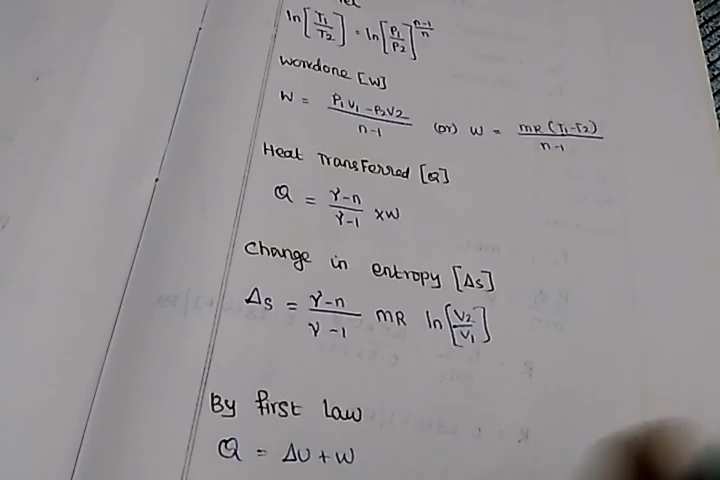 ln[T1/T2] = ln[P1/P2]^(n-1/n)
Workdone [W]
W = P1V1 - P2V2 / n-1 (or) W = mR (T1-T2) / n-1
Heat Transferred [Q]
Q = γ-n / γ-1 × W
Change in entropy [Δs]
Δs = γ-n / γ-1 mR ln[V2/V1]
By first law
Q = ΔU + W